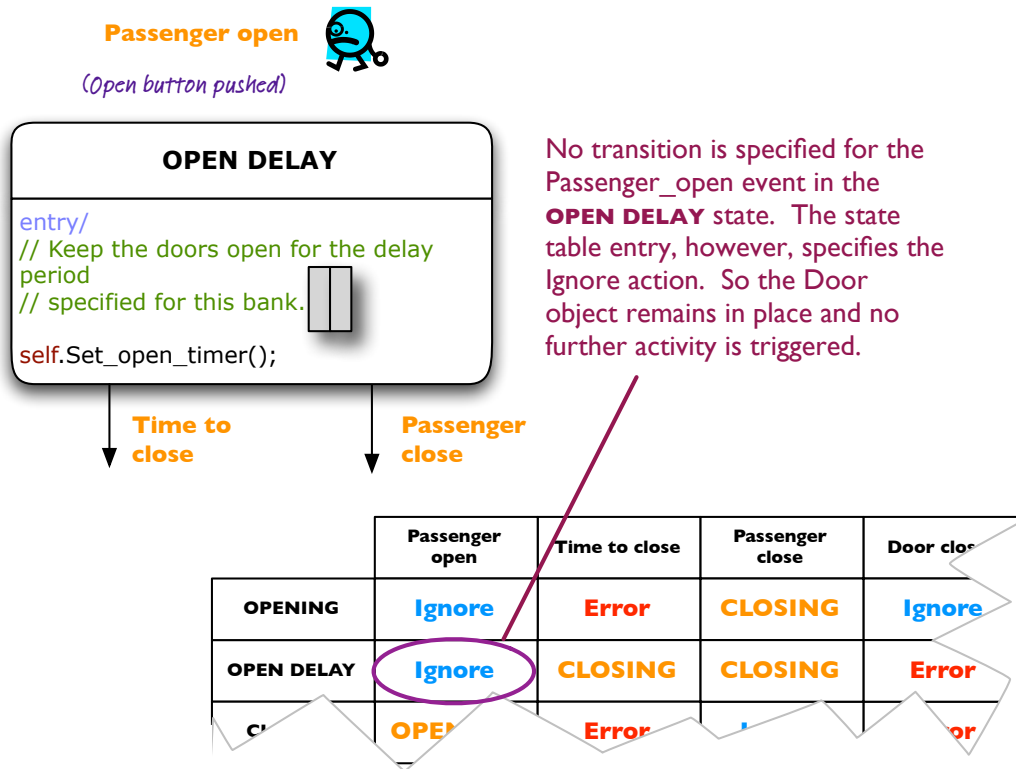 Passenger open
(Open button pushed)
OPEN DELAY
entry/
// Keep the doors open for the delay
period
// specified for this bank.
self.Set_open_timer();
Time to
close
Passenger
close
No transition is specified for the
Passenger_open event in the
OPEN DELAY state. The state
table entry, however, specifies the
Ignore action. So the Door
object remains in place and no
further activity is triggered.
Passenger
open
Time to close
Passenger
close
Door clos
OPENING
Ignore
Error
CLOSING
Ignore
OPEN DELAY
Ignore
CLOSING
CLOSING
Error
OPEN
Error